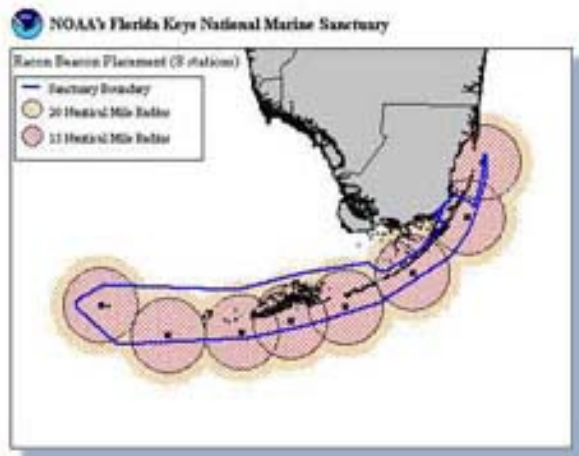 NOAA's Florida Keys National Marine Sanctuary
Racon Beacon Placement (8 stations)
Sanctuary Boundary
20 Nautical Mile Radius
15 Nautical Mile Radius